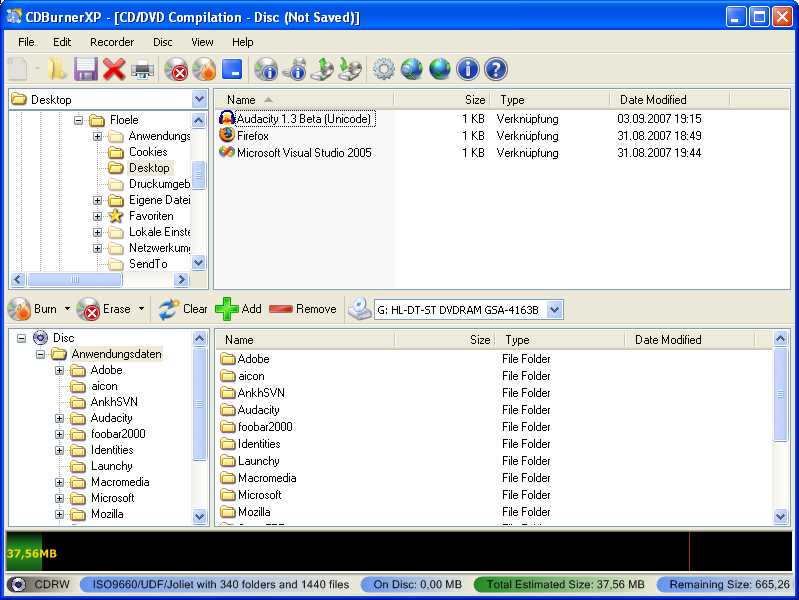 CDBurnerXP - [CD/DVD Compilation - Disc (Not Saved)]
File Edit Recorder Disc View Help
Desktop
Floele
Anwendungs
Cookies
Desktop
Druckumgeb
Eigene Datei
Favoriten
Lokale Einste
Netzwerkum
SendTo
Name Size Type Date Modified
Audacity 1.3 Beta (Unicode) 1 KB Verknüpfung 03.09.2007 19:15
Firefox 1 KB Verknüpfung 31.08.2007 18:49
Microsoft Visual Studio 2005 1 KB Verknüpfung 31.08.2007 19:44
Burn Erase Clear Add Remove G: HL-DT-ST DVDRAM GSA-4163B
Disc
Anwendungsdaten
Adobe
aicon
AnkhSVN
Audacity
foobar2000
Identities
Launchy
Macromedia
Microsoft
Mozilla
Name Size Type Date Modified
Adobe File Folder
aicon File Folder
AnkhSVN File Folder
Audacity File Folder
foobar2000 File Folder
Identities File Folder
Launchy File Folder
Macromedia File Folder
Microsoft File Folder
Mozilla File Folder
37,56MB
CDRW ISO9660/UDF/Joliet with 340 folders and 1440 files On Disc: 0,00 MB Total Estimated Size: 37,56 MB Remaining Size: 665,26